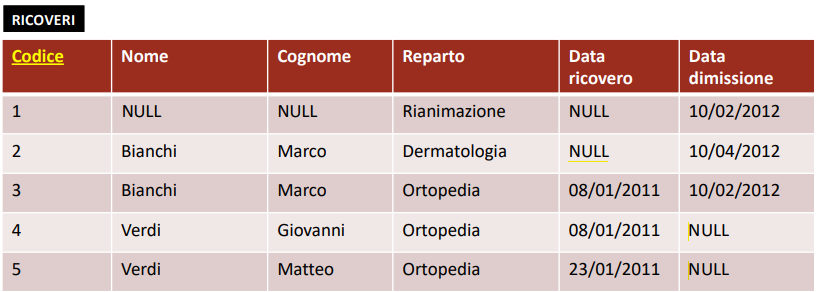 RICOVERI
Codice Nome Cognome Reparto Data ricovero Data dimissione
1 NULL NULL Rianimazione NULL 10/02/2012
2 Bianchi Marco Dermatologia NULL 10/04/2012
3 Bianchi Marco Ortopedia 08/01/2011 10/02/2012
4 Verdi Giovanni Ortopedia 08/01/2011 NULL
5 Verdi Matteo Ortopedia 23/01/2011 NULL